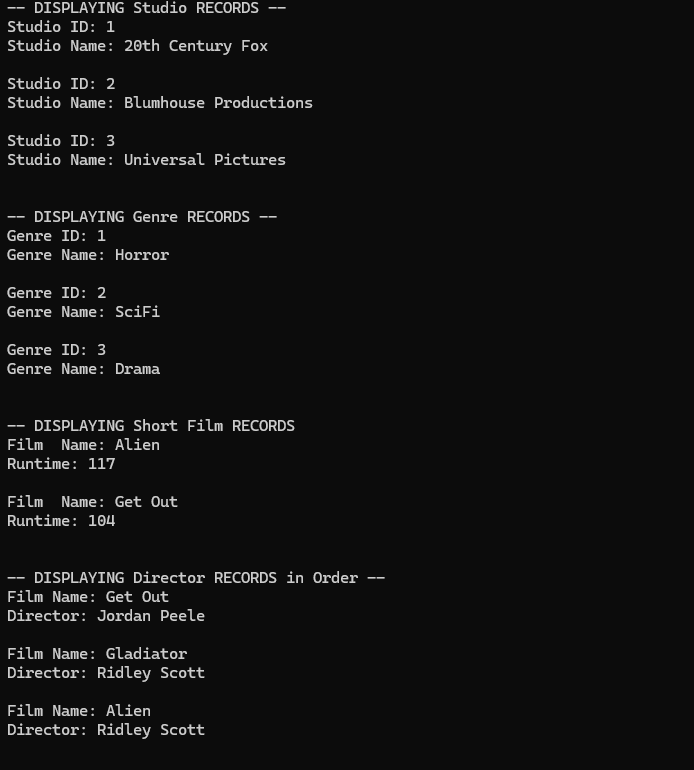 -- DISPLAYING Studio RECORDS --
Studio ID: 1
Studio Name: 20th Century Fox
Studio ID: 2
Studio Name: Blumhouse Productions
Studio ID: 3
Studio Name: Universal Pictures
-- DISPLAYING Genre RECORDS --
Genre ID: 1
Genre Name: Horror
Genre ID: 2
Genre Name: SciFi
Genre ID: 3
Genre Name: Drama
-- DISPLAYING Short Film RECORDS
Film  Name: Alien
Runtime: 117
Film  Name: Get Out
Runtime: 104
-- DISPLAYING Director RECORDS in Order --
Film Name: Get Out
Director: Jordan Peele
Film Name: Gladiator
Director: Ridley Scott
Film Name: Alien
Director: Ridley Scott